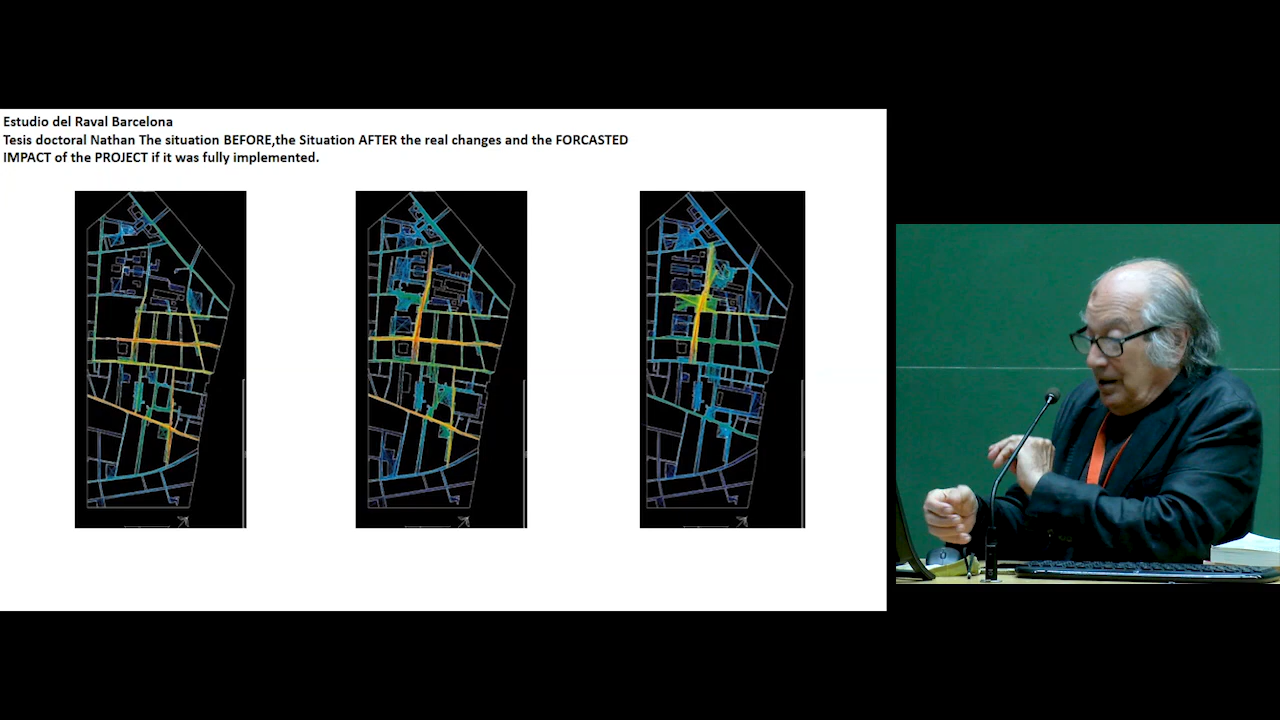 Estudio del Raval Barcelona
Tesis doctoral Nathan The situation BEFORE,the Situation AFTER the real changes and the FORCASTED
IMPACT of the PROJECT if it was fully implemented.